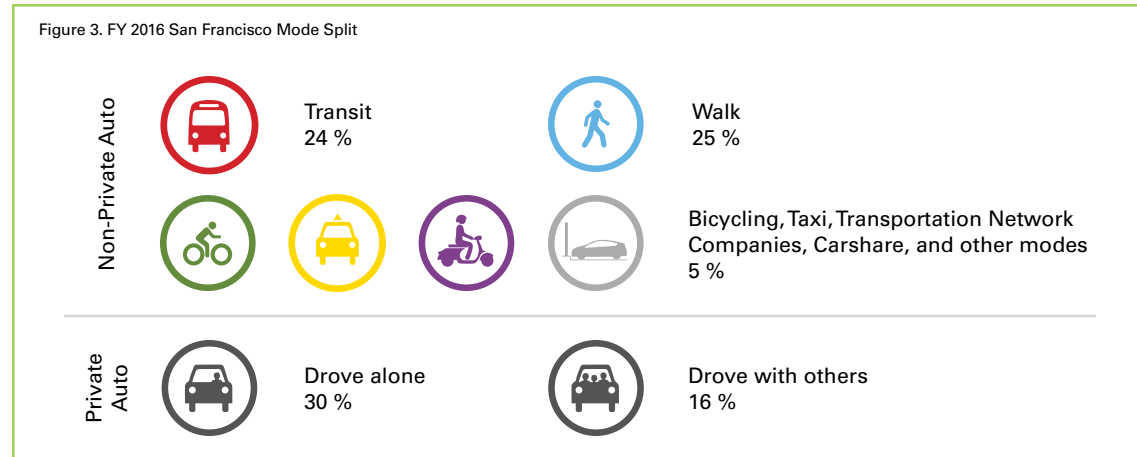 Figure 3. FY 2016 San Francisco Mode Split
Non-Private Auto
Transit
24 %
Walk
25 %
Bicycling, Taxi, Transportation Network
Companies, Carshare, and other modes
5 %
Private
Auto
Drove alone
30 %
Drove with others
16 %